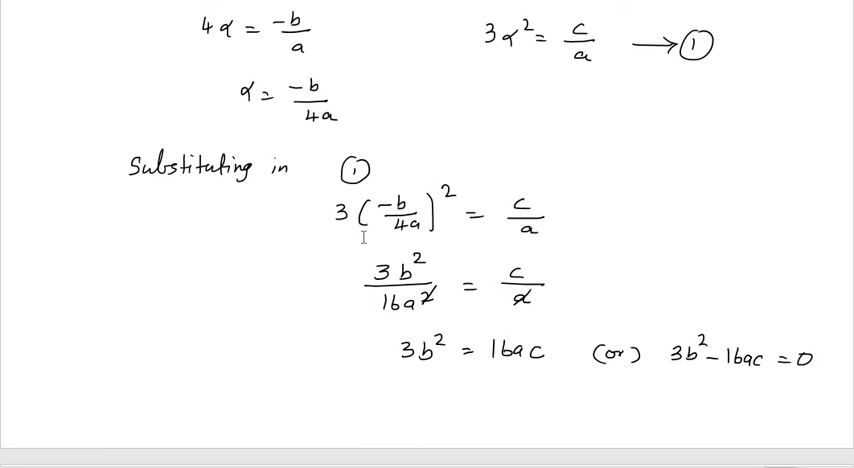 4α = -b/a    3α² = c/a → ①
α = -b/4a
Substituting in ①
3(-b/4a)² = c/a
3b²/16a² = c/a
3b² = 16ac (or) 3b² - 16ac = 0